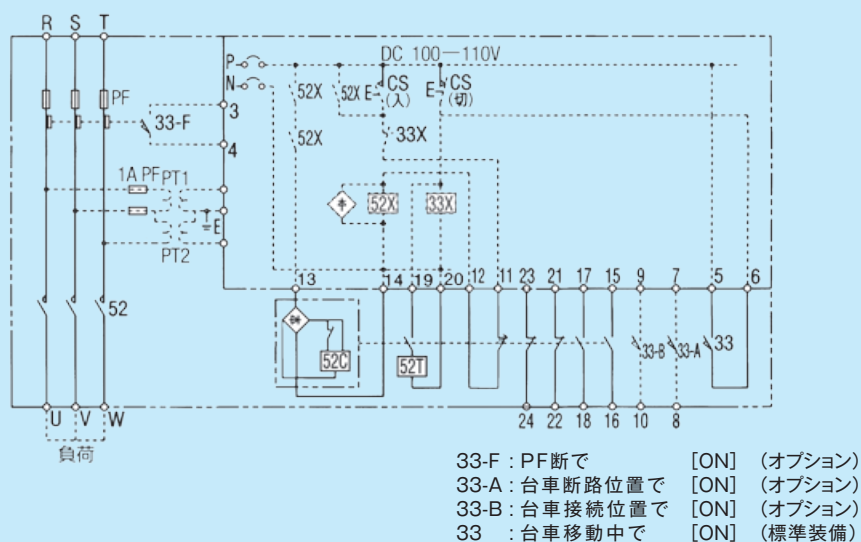 R S T
P
N
DC 100—110V
PF
33-F
3
4
1A PF PT1
E
PT2
52
52X
52X
52X
E
CS
(入)
33X
E
CS
(切)
52X
33X
13
14
19
20
12
11
23
21
17
15
9
7
5
6
52C
52T
33-B
33-A
33
24
22
18
16
10
8
U V W
負荷
33-F : PF断で [ON] (オプション)
33-A : 台車断路位置で [ON] (オプション)
33-B : 台車接続位置で [ON] (オプション)
33 : 台車移動中で [ON] (標準装備)